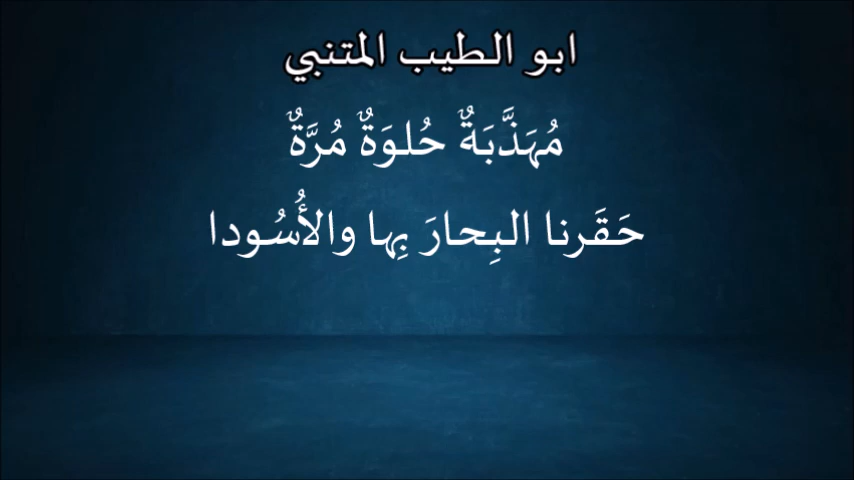 ابو الطيب المتنبي
مُهَذَّبَةٌ حُلوَةٌ مُرَّةٌ
حَقَرنا البِحارَ بِها والأُسُودا